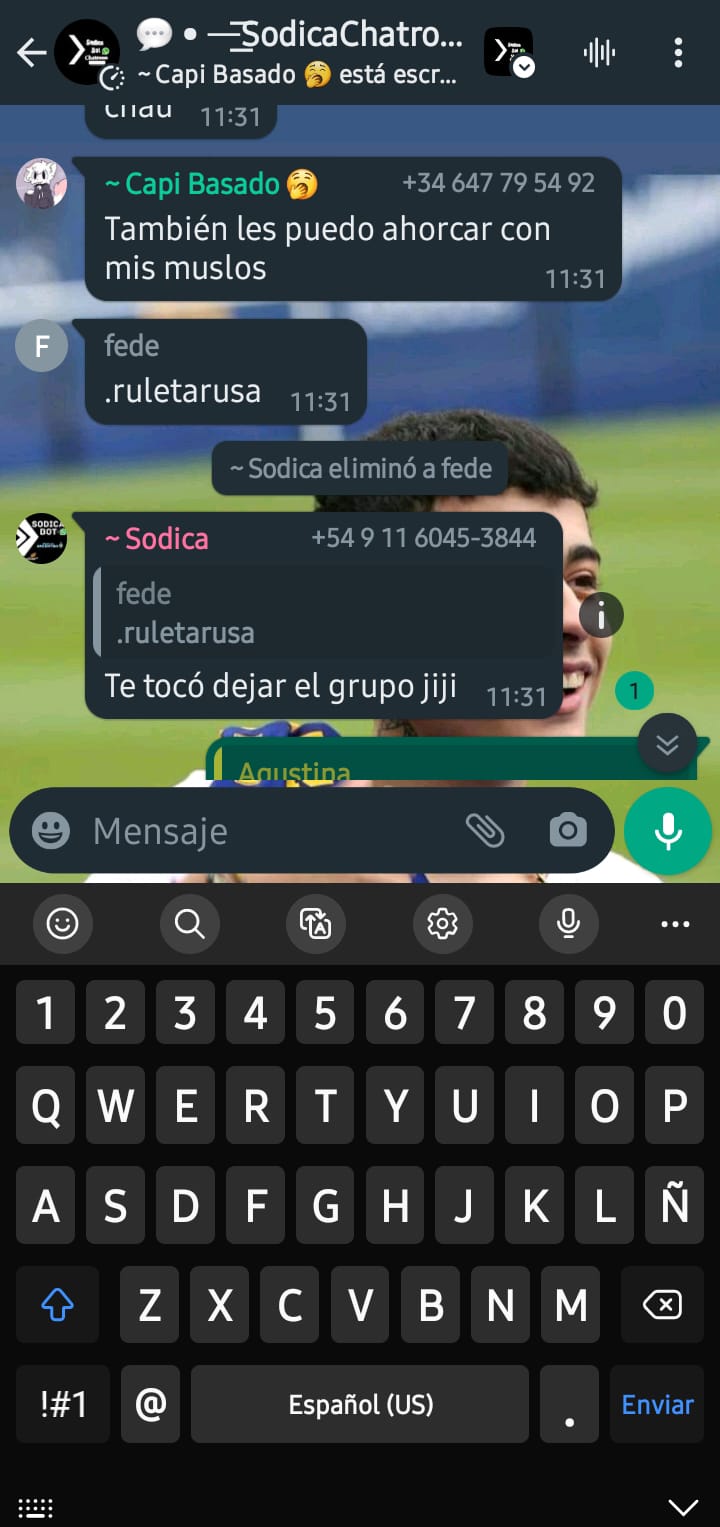 • —͟͞SodicaChatro...
~Capi Basado 🥱 está escr...
chau 11:31
~Capi Basado 🥱 +34 647 79 54 92
También les puedo ahorcar con
mis muslos 11:31
F
fede
.ruletarusa 11:31
~Sodica eliminó a fede
SODICA
BOT
~Sodica +54 9 11 6045-3844
fede
.ruletarusa
Te tocó dejar el grupo jiji 11:31
1
Agustina
Mensaje
1 2 3 4 5 6 7 8 9 0
Q W E R T Y U I O P
A S D F G H J K L Ñ
Z X C V B N M
!#1 @ Español (US) . Enviar